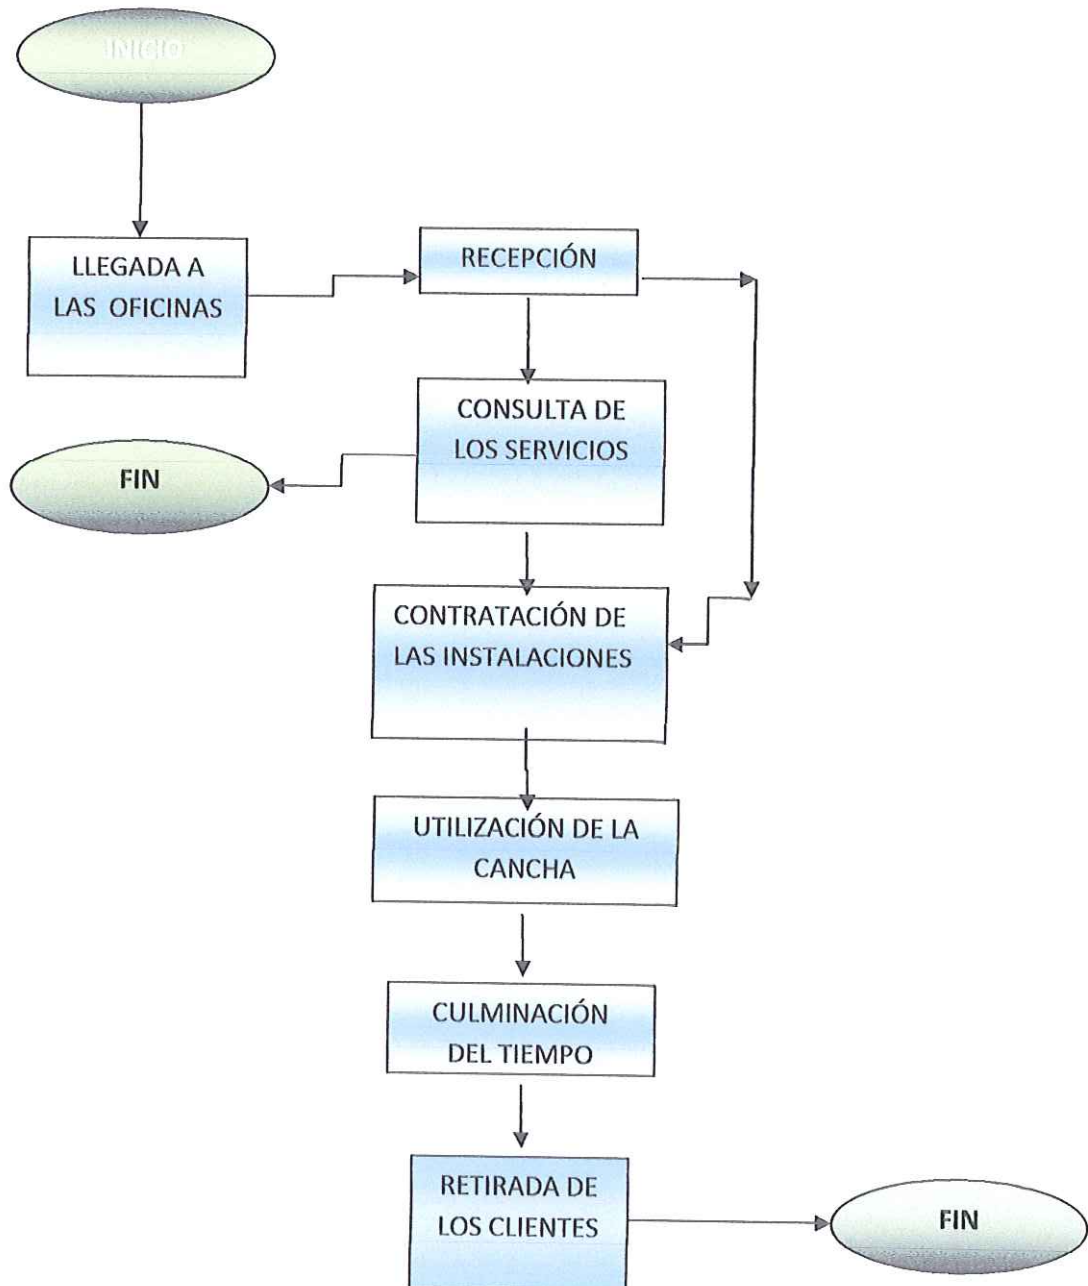 INICIO
LLEGADA A
LAS OFICINAS
RECEPCIÓN
CONSULTA DE
LOS SERVICIOS
FIN
CONTRATACIÓN DE
LAS INSTALACIONES
UTILIZACIÓN DE LA
CANCHA
CULMINACIÓN
DEL TIEMPO
RETIRADA DE
LOS CLIENTES
FIN